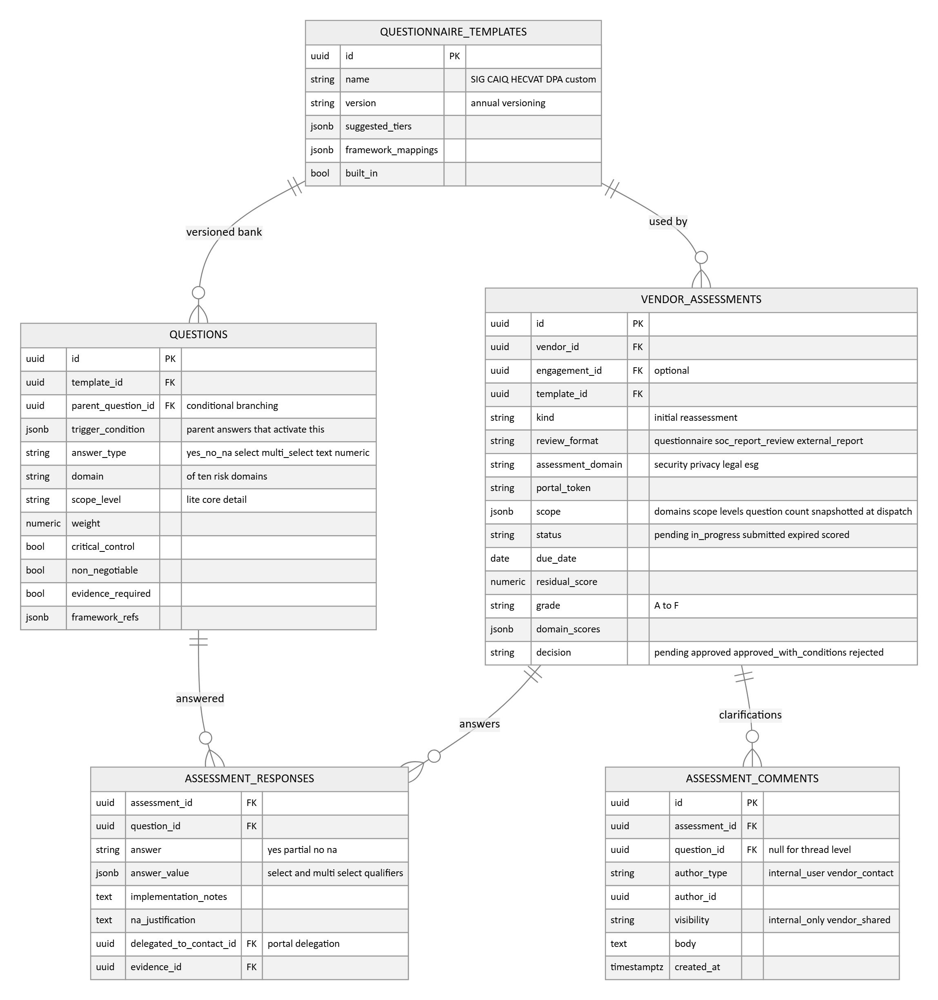 QUESTIONNAIRE_TEMPLATES
uuid id PK
string name SIG CAIQ HECVAT DPA custom
string version annual versioning
jsonb suggested_tiers
jsonb framework_mappings
bool built_in
versioned bank
used by
QUESTIONS
uuid id PK
uuid template_id FK
uuid parent_question_id FK conditional branching
jsonb trigger_condition parent answers that activate this
string answer_type yes_no_na select multi_select text numeric
string domain of ten risk domains
string scope_level lite core detail
numeric weight
bool critical_control
bool non_negotiable
bool evidence_required
jsonb framework_refs
VENDOR_ASSESSMENTS
uuid id PK
uuid vendor_id FK
uuid engagement_id FK optional
uuid template_id FK
string kind initial reassessment
string review_format questionnaire soc_report_review external_report
string assessment_domain security privacy legal esg
string portal_token
jsonb scope domains scope levels question count snapshotted at dispatch
string status pending in_progress submitted expired scored
date due_date
numeric residual_score
string grade A to F
jsonb domain_scores
string decision pending approved approved_with_conditions rejected
answered
answers
clarifications
ASSESSMENT_RESPONSES
uuid assessment_id FK
uuid question_id FK
string answer yes partial no na
jsonb answer_value select and multi select qualifiers
text implementation_notes
text na_justification
uuid delegated_to_contact_id FK portal delegation
uuid evidence_id FK
ASSESSMENT_COMMENTS
uuid id PK
uuid assessment_id FK
uuid question_id FK null for thread level
string author_type internal_user vendor_contact
uuid author_id
string visibility internal_only vendor_shared
text body
timestamptz created_at